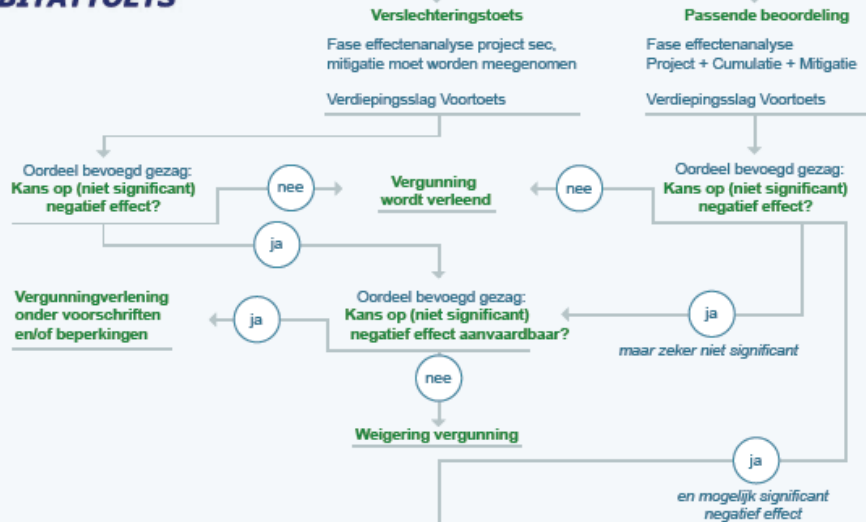 Verslechteringstoets
Fase effectenanalyse project sec,
mitigatie moet worden meegenomen
Verdiepingsslag Voortoets
Passende beoordeling
Fase effectenanalyse
Project + Cumulatie + Mitigatie
Verdiepingsslag Voortoets
Oordeel bevoegd gezag:
Kans op (niet significant)
negatief effect?
nee
Vergunning
wordt verleend
nee
Oordeel bevoegd gezag:
Kans op (niet significant)
negatief effect?
ja
Vergunningverlening
onder voorschriften
en/of beperkingen
ja
Oordeel bevoegd gezag:
Kans op (niet significant)
negatief effect aanvaardbaar?
ja
maar zeker niet significant
nee
Weigering vergunning
ja
en mogelijk significant
negatief effect